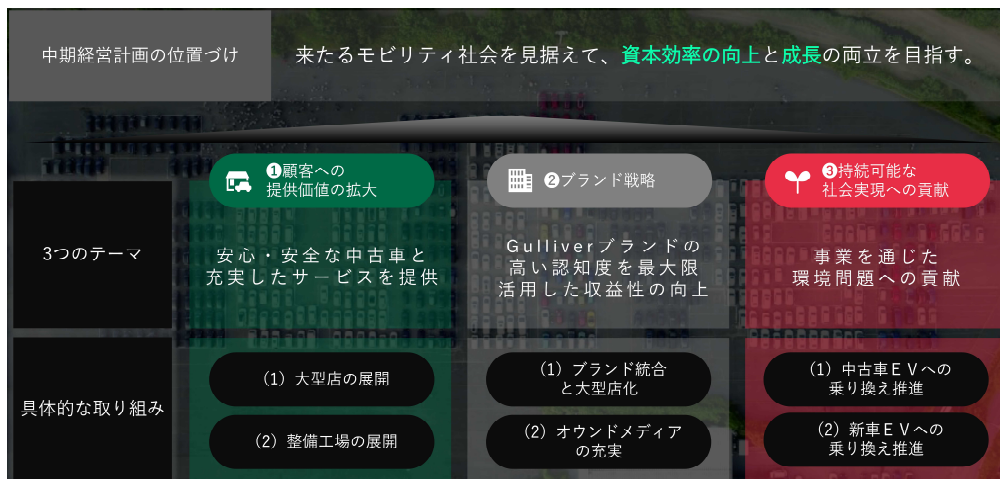 中期経営計画の位置づけ
来たるモビリティ社会を見据えて、資本効率の向上と成長の両立を目指す。
❶顧客への
提供価値の拡大
❷ブランド戦略
❸持続可能な
社会実現への貢献
3つのテーマ
安心・安全な中古車と
充実したサービスを提供
Gulliverブランドの
高い認知度を最大限
活用した収益性の向上
事業を通じた
環境問題への貢献
具体的な取り組み
（1）大型店の展開
（2）整備工場の展開
（1）ブランド統合
と大型店化
（2）オウンドメディア
の充実
（1）中古車ＥＶへの
乗り換え推進
（2）新車ＥＶへの
乗り換え推進